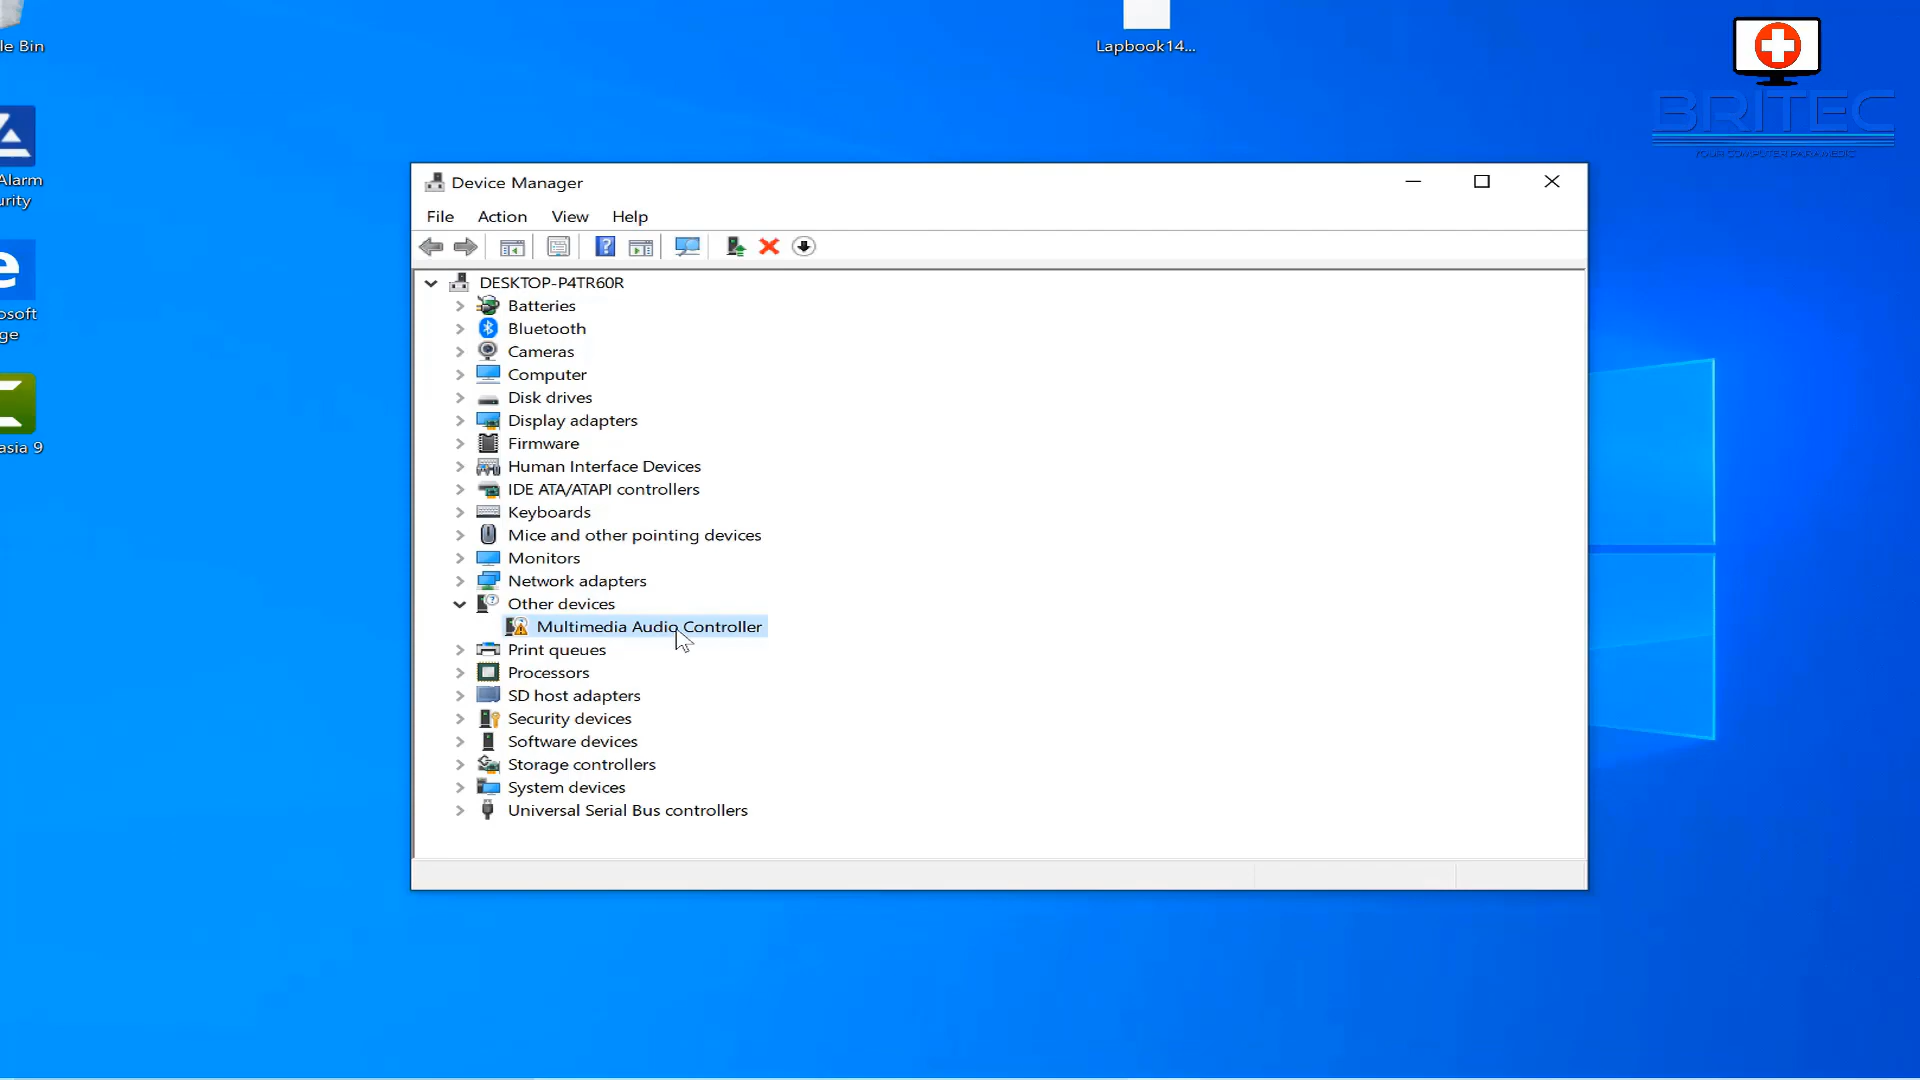 le Bin
Lapbook14...
BRITEC
YOUR COMPUTER PARAMEDIC
Alarm
urity
osoft
ge
asia 9
Device Manager
File Action View Help
DESKTOP-P4TR60R
Batteries
Bluetooth
Cameras
Computer
Disk drives
Display adapters
Firmware
Human Interface Devices
IDE ATA/ATAPI controllers
Keyboards
Mice and other pointing devices
Monitors
Network adapters
Other devices
Multimedia Audio Controller
Print queues
Processors
SD host adapters
Security devices
Software devices
Storage controllers
System devices
Universal Serial Bus controllers